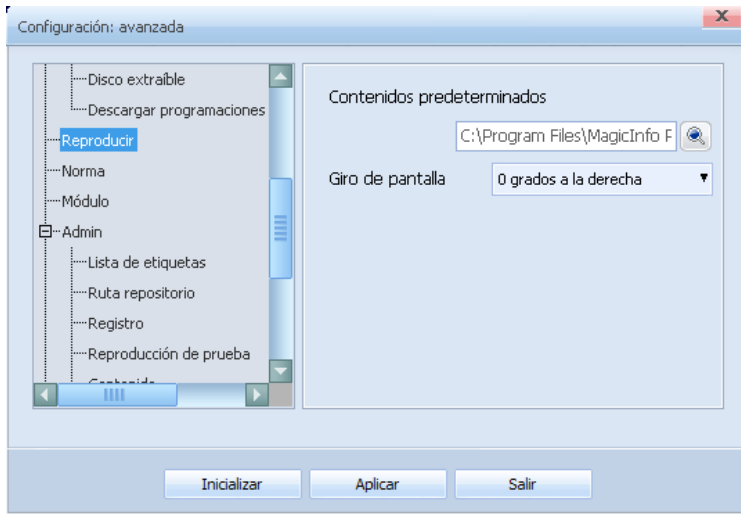 Configuración: avanzada
x
Disco extraíble
Descargar programaciones
Reproducir
Norma
Módulo
Admin
Lista de etiquetas
Ruta repositorio
Registro
Reproducción de prueba
Contenidos predeterminados
C:\Program Files\MagicInfo P
Giro de pantalla
0 grados a la derecha
Inicializar
Aplicar
Salir